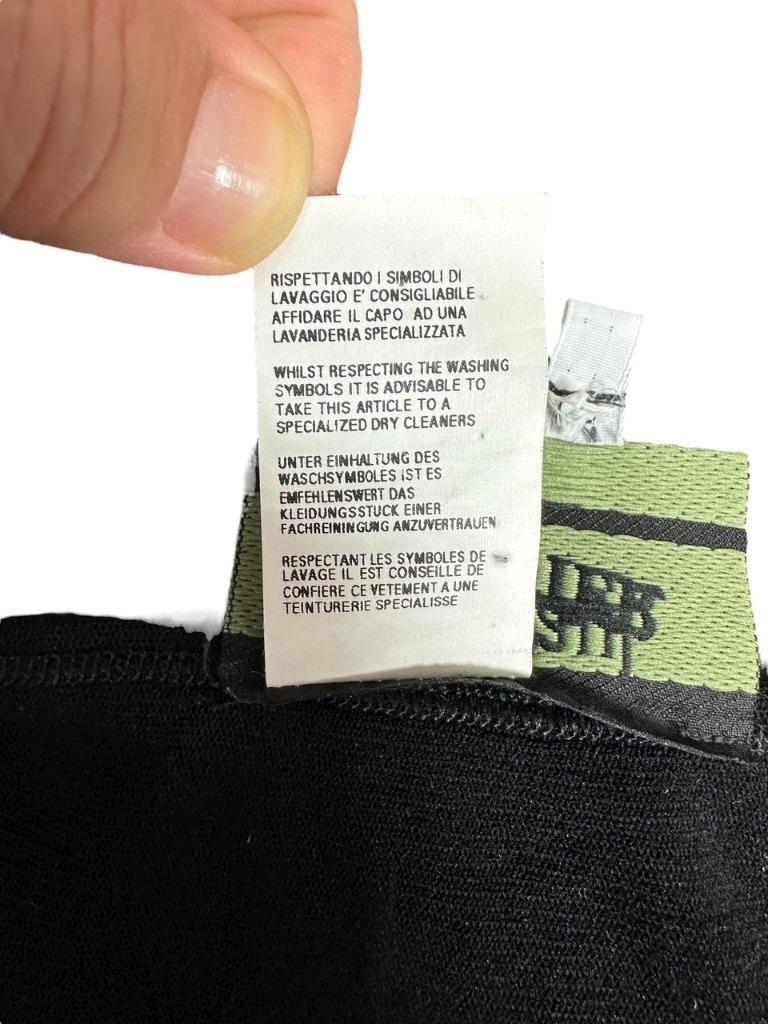 RISPETTANDO I SIMBOLI DI
LAVAGGIO E' CONSIGLIABILE
AFFIDARE IL CAPO AD UNA
LAVANDERIA SPECIALIZZATA
WHILST RESPECTING THE WASHING
SYMBOLS IT IS ADVISABLE TO
TAKE THIS ARTICLE TO A
SPECIALIZED DRY CLEANERS
UNTER EINHALTUNG DES
WASCHSYMBOLES IST ES
EMFEHLENSWERT DAS
KLEIDUNGSSTUCK EINER
FACHREININGUNG ANZUVERTRAUEN
RESPECTANT LES SYMBOLES DE
LAVAGE IL EST CONSEILLE DE
CONFIERE CE VETEMENT A UNE
TEINTURERIE SPECIALISSE